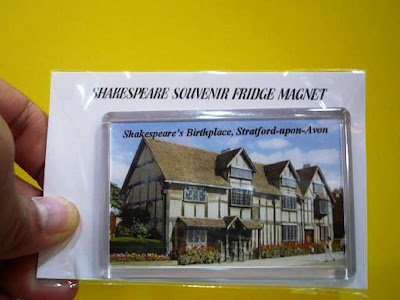 SHAKESPEARE SOUVENIR FRIDGE MAGNET
Shakespeare's Birthplace, Stratford-upon-Avon